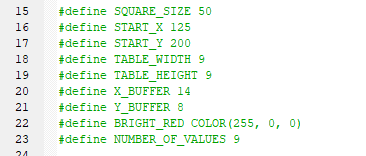 15 #define SQUARE_SIZE 50
16 #define START_X 125
17 #define START_Y 200
18 #define TABLE_WIDTH 9
19 #define TABLE_HEIGHT 9
20 #define X_BUFFER 14
21 #define Y_BUFFER 8
22 #define BRIGHT_RED COLOR(255, 0, 0)
23 #define NUMBER_OF_VALUES 9
24